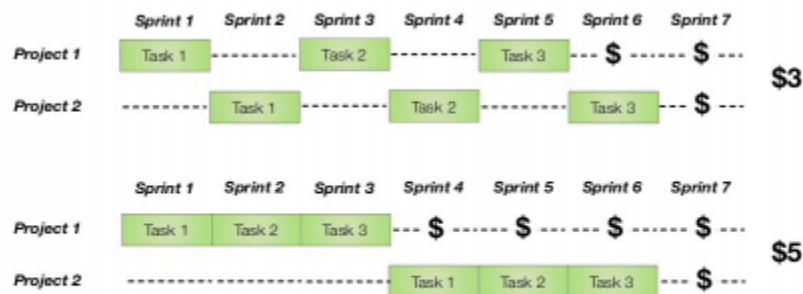 Sprint 1 Sprint 2 Sprint 3 Sprint 4 Sprint 5 Sprint 6 Sprint 7
Project 1 Task 1 Task 2 Task 3 $ $
$3
Project 2 Task 1 Task 2 Task 3 $
Sprint 1 Sprint 2 Sprint 3 Sprint 4 Sprint 5 Sprint 6 Sprint 7
Project 1 Task 1 Task 2 Task 3 $ $ $ $
$5
Project 2 Task 1 Task 2 Task 3 $